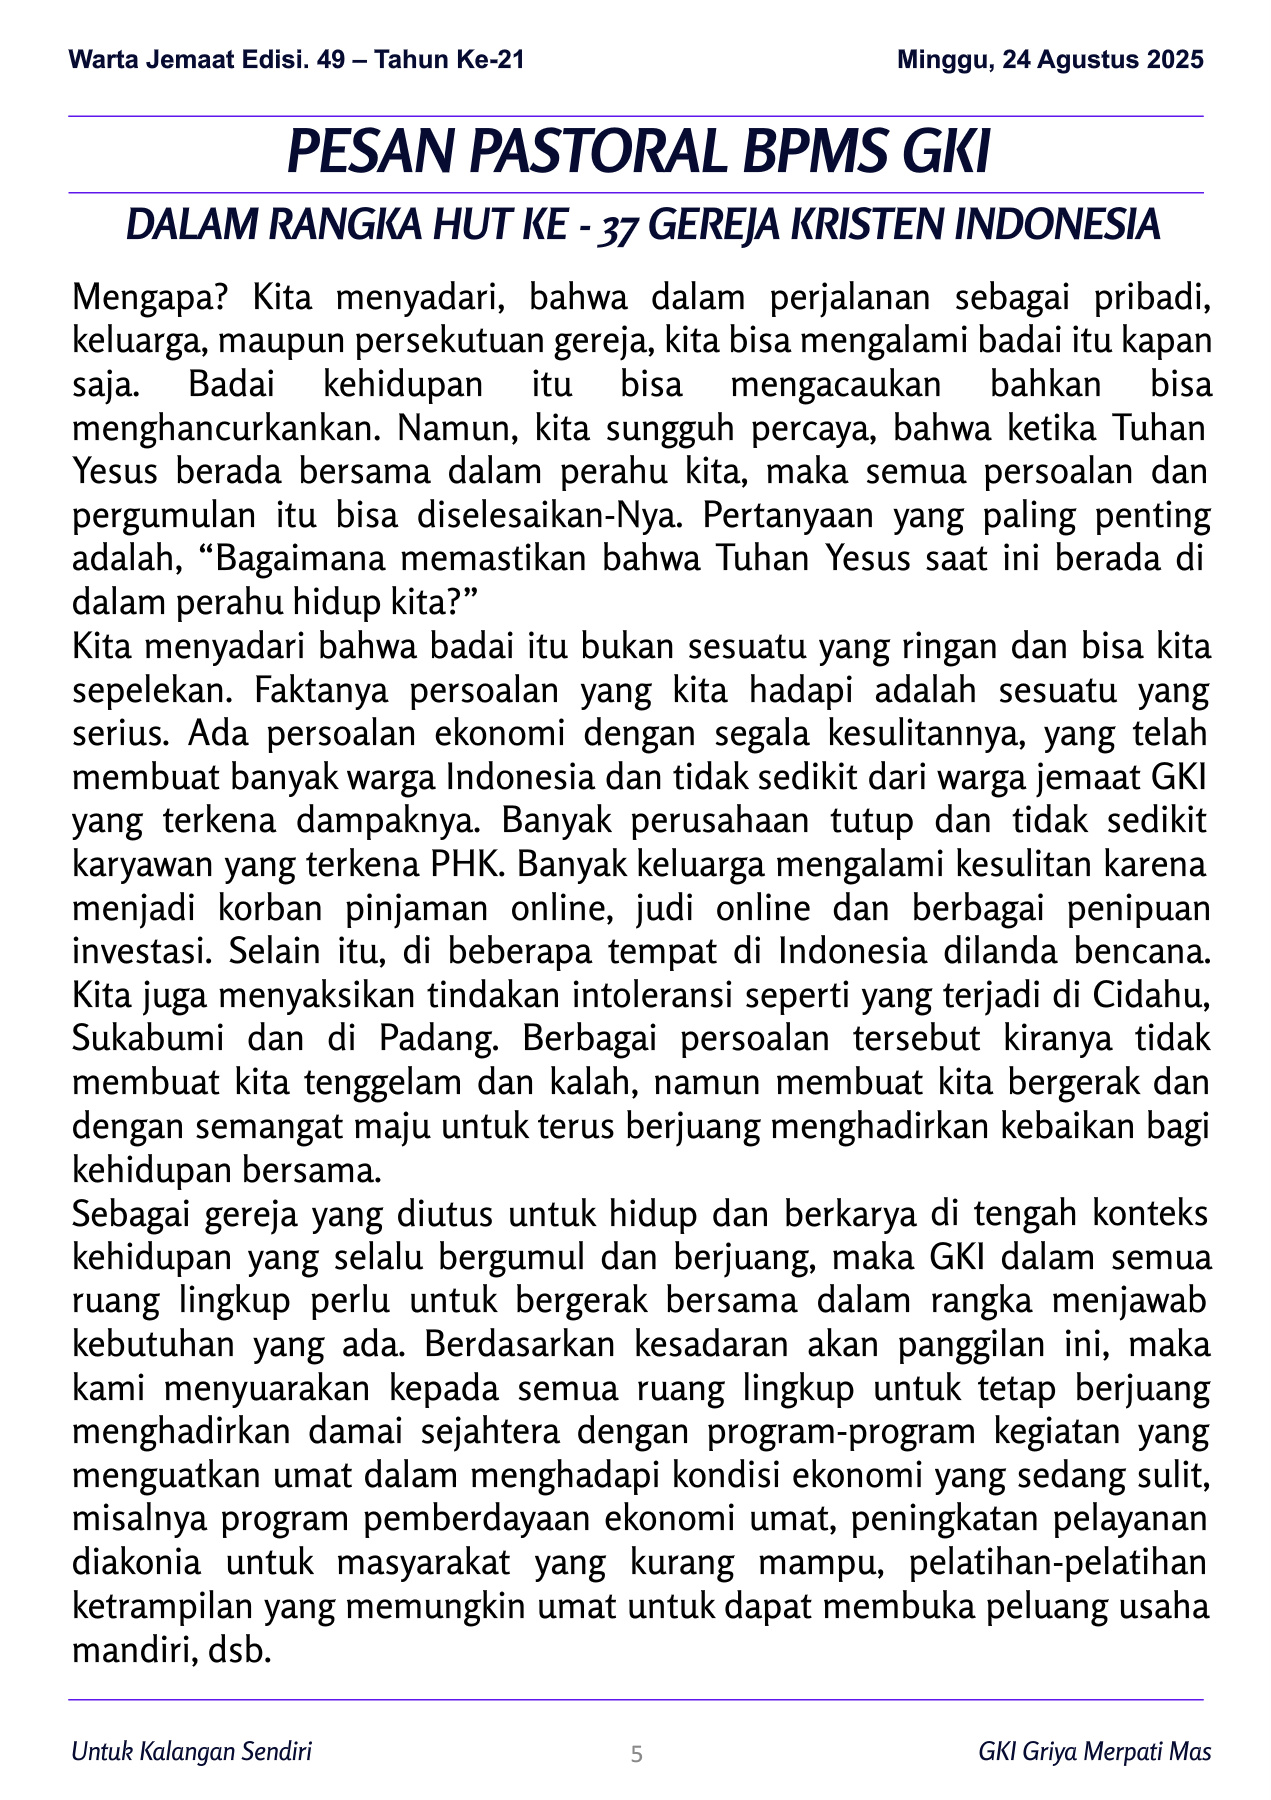 Warta Jemaat Edisi. 49 – Tahun Ke-21 Minggu, 24 Agustus 2025
PESAN PASTORAL BPMS GKI
DALAM RANGKA HUT KE - 37 GEREJA KRISTEN INDONESIA
Mengapa? Kita menyadari, bahwa dalam perjalanan sebagai pribadi,
keluarga, maupun persekutuan gereja, kita bisa mengalami badai itu kapan
saja. Badai kehidupan itu bisa mengacaukan bahkan bisa
menghancurkankan. Namun, kita sungguh percaya, bahwa ketika Tuhan
Yesus berada bersama dalam perahu kita, maka semua persoalan dan
pergumulan itu bisa diselesaikan-Nya. Pertanyaan yang paling penting
adalah, “Bagaimana memastikan bahwa Tuhan Yesus saat ini berada di
dalam perahu hidup kita?”
Kita menyadari bahwa badai itu bukan sesuatu yang ringan dan bisa kita
sepelekan. Faktanya persoalan yang kita hadapi adalah sesuatu yang
serius. Ada persoalan ekonomi dengan segala kesulitannya, yang telah
membuat banyak warga Indonesia dan tidak sedikit dari warga jemaat GKI
yang terkena dampaknya. Banyak perusahaan tutup dan tidak sedikit
karyawan yang terkena PHK. Banyak keluarga mengalami kesulitan karena
menjadi korban pinjaman online, judi online dan berbagai penipuan
investasi. Selain itu, di beberapa tempat di Indonesia dilanda bencana.
Kita juga menyaksikan tindakan intoleransi seperti yang terjadi di Cidahu,
Sukabumi dan di Padang. Berbagai persoalan tersebut kiranya tidak
membuat kita tenggelam dan kalah, namun membuat kita bergerak dan
dengan semangat maju untuk terus berjuang menghadirkan kebaikan bagi
kehidupan bersama.
Sebagai gereja yang diutus untuk hidup dan berkarya di tengah konteks
kehidupan yang selalu bergumul dan berjuang, maka GKI dalam semua
ruang lingkup perlu untuk bergerak bersama dalam rangka menjawab
kebutuhan yang ada. Berdasarkan kesadaran akan panggilan ini, maka
kami menyuarakan kepada semua ruang lingkup untuk tetap berjuang
menghadirkan damai sejahtera dengan program-program kegiatan yang
menguatkan umat dalam menghadapi kondisi ekonomi yang sedang sulit,
misalnya program pemberdayaan ekonomi umat, peningkatan pelayanan
diakonia untuk masyarakat yang kurang mampu, pelatihan-pelatihan
ketrampilan yang memungkin umat untuk dapat membuka peluang usaha
mandiri, dsb.
Untuk Kalangan Sendiri 5 GKI Griya Merpati Mas